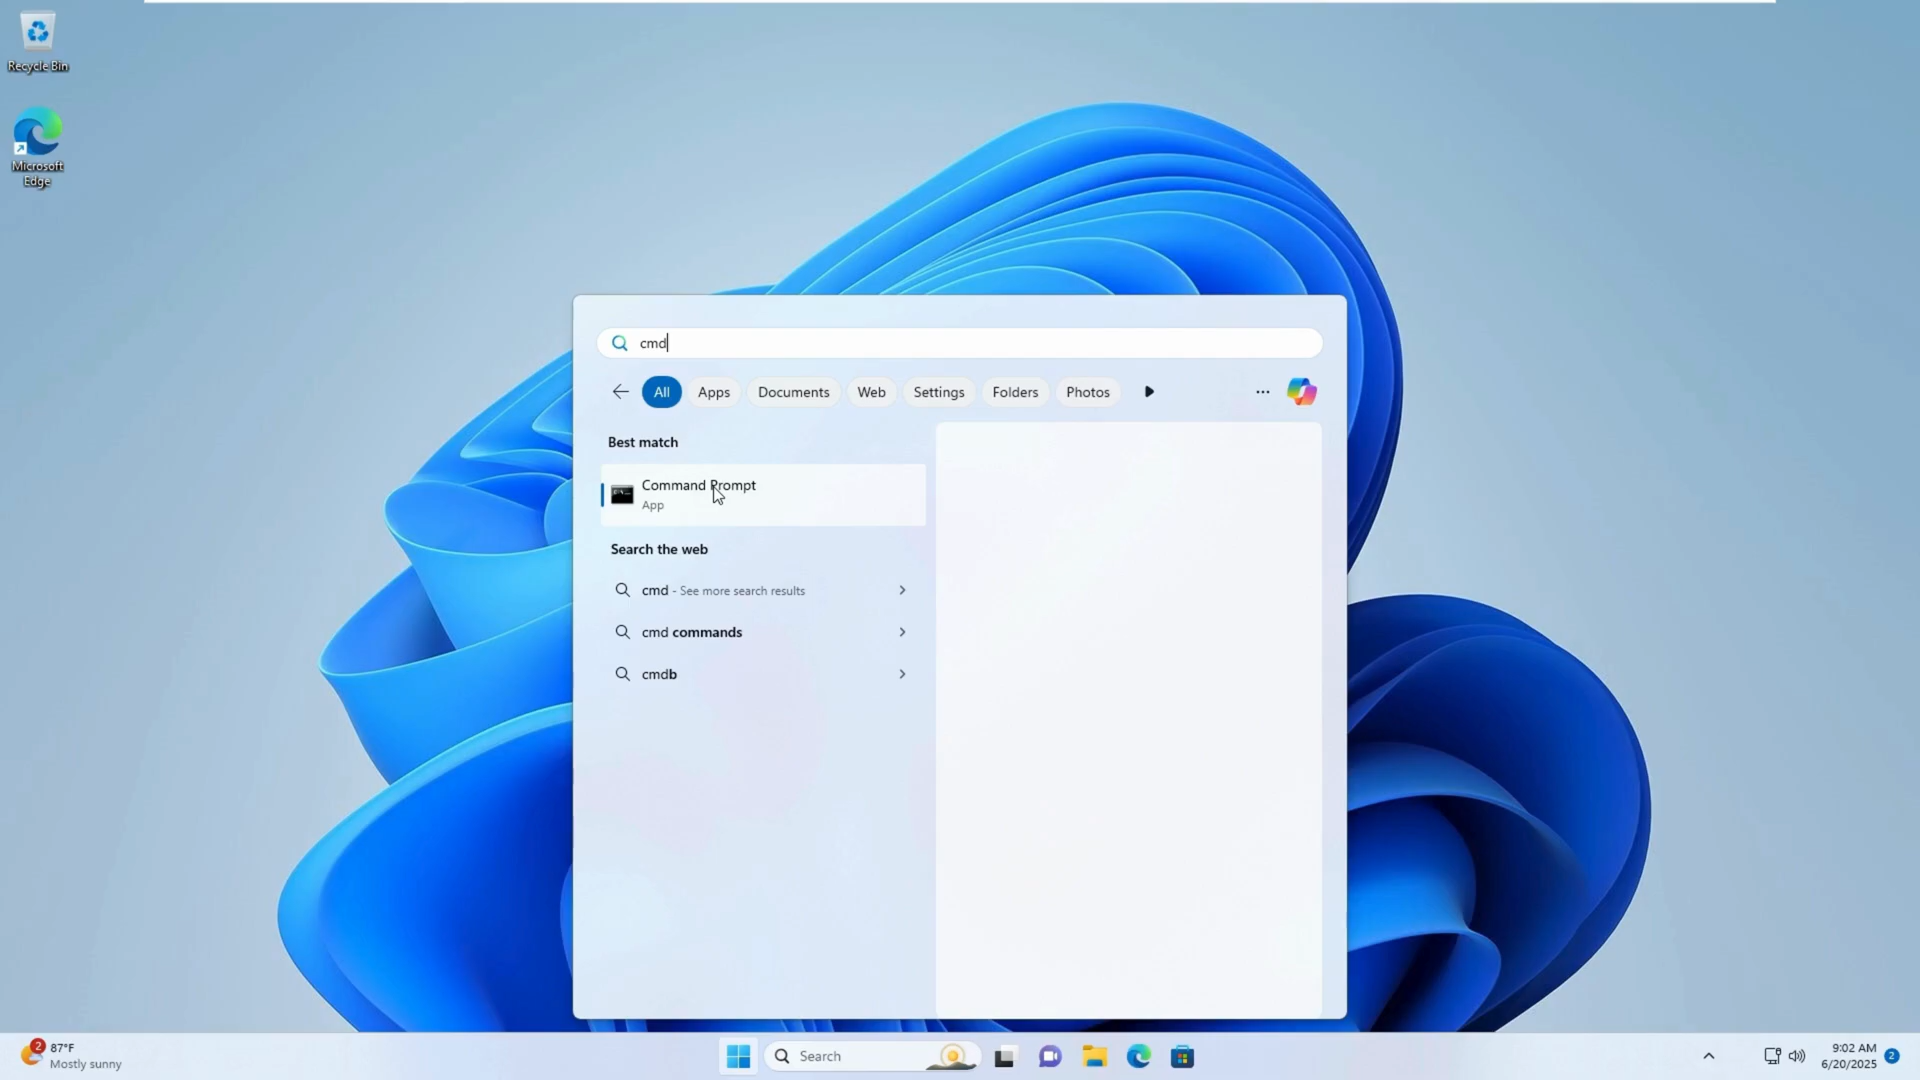 Recycle Bin
Microsoft
Edge
cmd
All
Apps
Documents
Web
Settings
Folders
Photos
Best match
Command Prompt
App
Search the web
cmd - See more search results
cmd commands
cmdb
2
87°F
Mostly sunny
Search
9:02 AM
6/20/2025
2